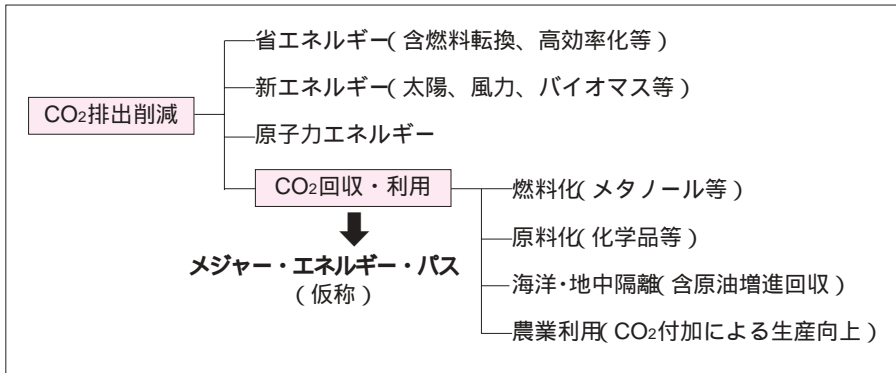 省エネルギー(含燃料転換、高効率化等)
新エネルギー(太陽、風力、バイオマス等)
CO2排出削減
原子力エネルギー
CO2回収・利用
燃料化(メタノール等)
原料化(化学品等)
メジャー・エネルギー・パス
(仮称)
海洋・地中隔離(含原油増進回収)
農業利用(CO2付加による生産向上)